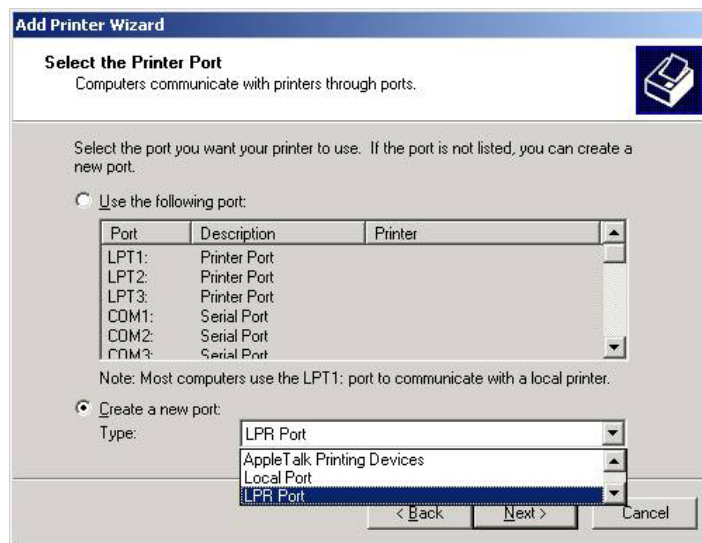 Add Printer Wizard
Select the Printer Port
Computers communicate with printers through ports.
Select the port you want your printer to use. If the port is not listed, you can create a
new port.
Use the following port:
Port Description Printer
LPT1: Printer Port
LPT2: Printer Port
LPT3: Printer Port
COM1: Serial Port
COM2: Serial Port
COM3: Serial Port
Note: Most computers use the LPT1: port to communicate with a local printer.
Create a new port:
Type: LPR Port
AppleTalk Printing Devices
Local Port
LPR Port
< Back Next > Cancel